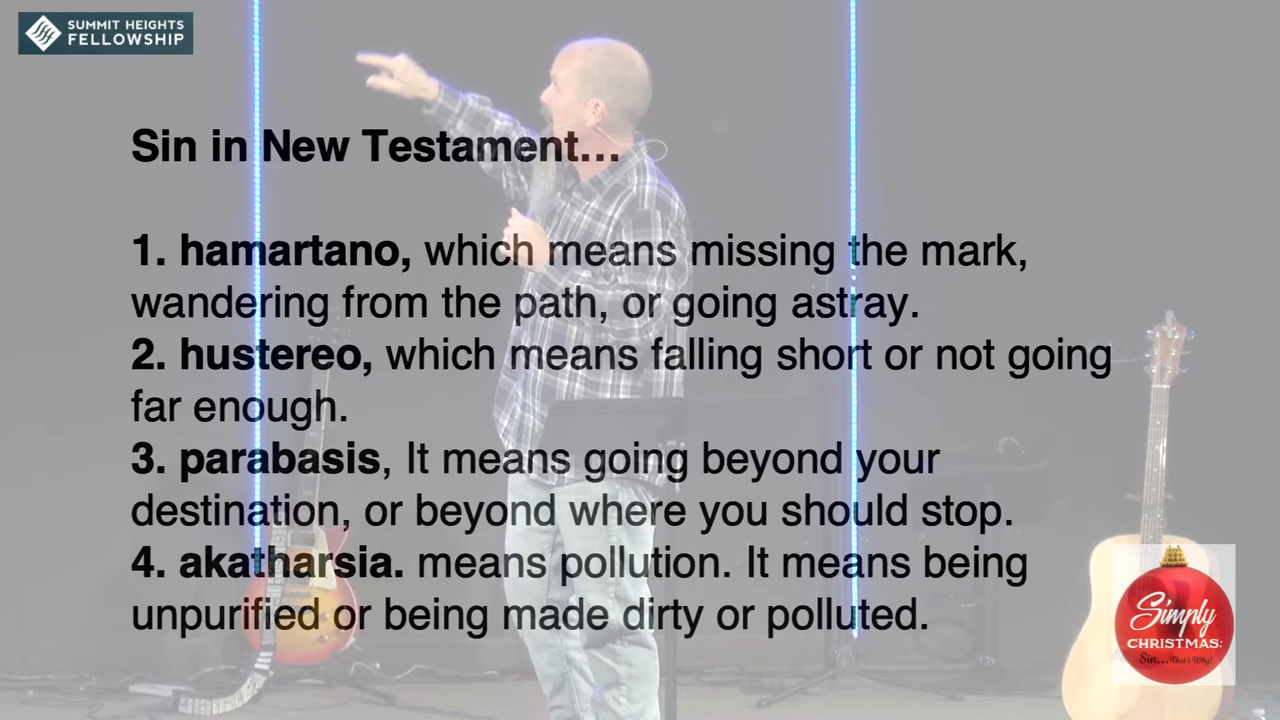 SUMMIT HEIGHTS
FELLOWSHIP
Sin in New Testament...
1. hamartano, which means missing the mark,
wandering from the path, or going astray.
2. hustereo, which means falling short or not going
far enough.
3. parabasis, It means going beyond your
destination, or beyond where you should stop.
4. akatharsia. means pollution. It means being
unpurified or being made dirty or polluted.
Simply
CHRISTMAS:
Sin...That's Why!